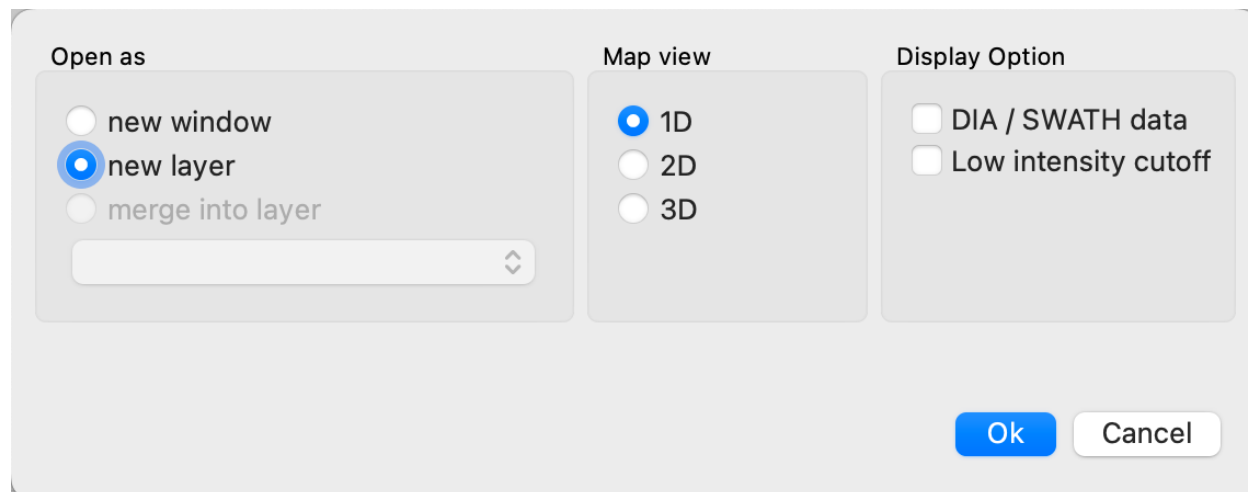 Open as
new window
new layer
merge into layer
Map view
1D
2D
3D
Display Option
DIA / SWATH data
Low intensity cutoff
Ok
Cancel